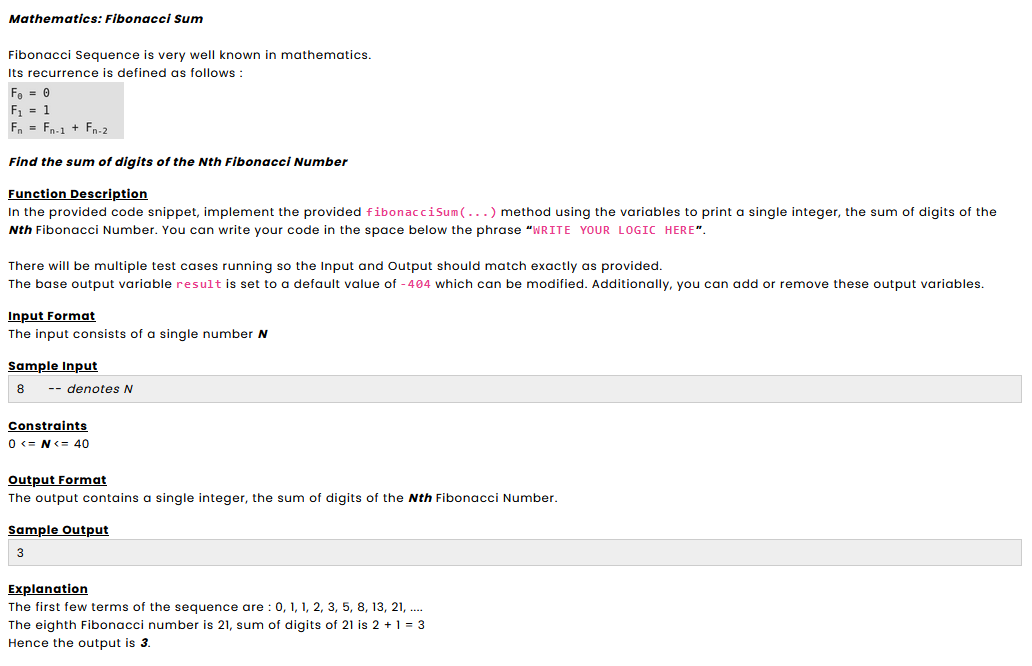 Mathematics: Fibonacci Sum
Fibonacci Sequence is very well known in mathematics.
Its recurrence is defined as follows :
F₀ = 0
F₁ = 1
Fₙ = Fₙ₋₁ + Fₙ₋₂
Find the sum of digits of the Nth Fibonacci Number
Function Description
In the provided code snippet, implement the provided fibonacciSum(...) method using the variables to print a single integer, the sum of digits of the
Nth Fibonacci Number. You can write your code in the space below the phrase “WRITE YOUR LOGIC HERE”.
There will be multiple test cases running so the Input and Output should match exactly as provided.
The base output variable result is set to a default value of -404 which can be modified. Additionally, you can add or remove these output variables.
Input Format
The input consists of a single number N
Sample Input
8 -- denotes N
Constraints
0 <= N <= 40
Output Format
The output contains a single integer, the sum of digits of the Nth Fibonacci Number.
Sample Output
3
Explanation
The first few terms of the sequence are : 0, 1, 1, 2, 3, 5, 8, 13, 21, ....
The eighth Fibonacci number is 21, sum of digits of 21 is 2 + 1 = 3
Hence the output is 3.